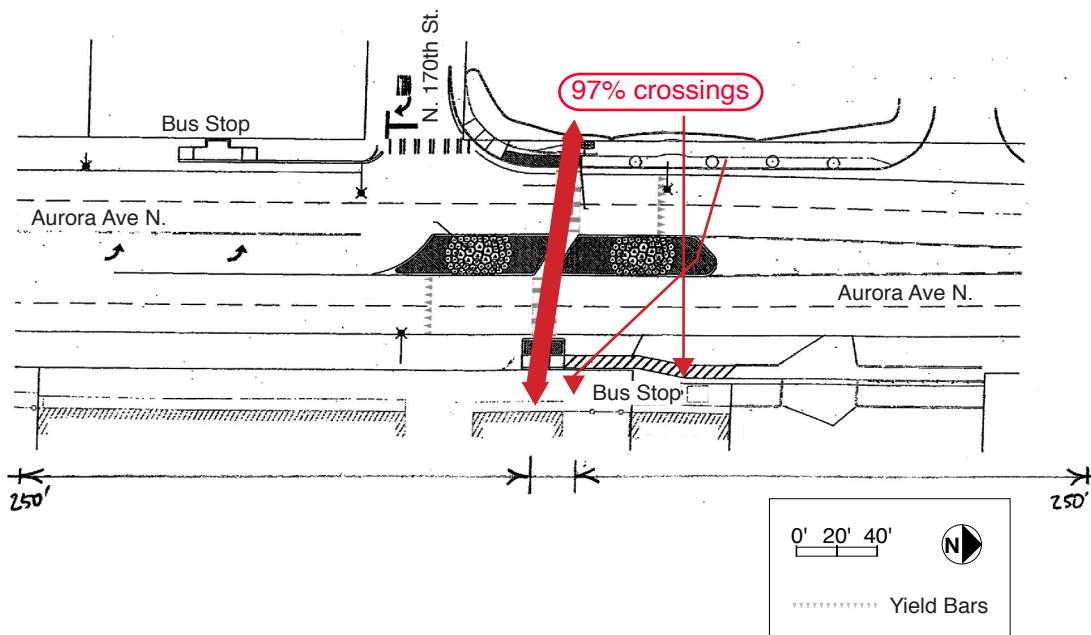 N. 170th St.
97% crossings
Bus Stop
Aurora Ave N.
Aurora Ave N.
Bus Stop
250'
250'
0' 20' 40'
N
Yield Bars